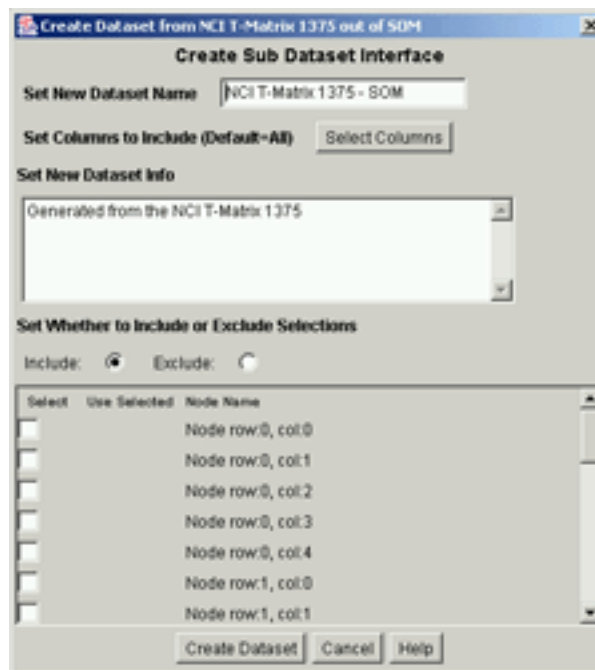 Create Dataset from NCI T-Matrix 1375 out of SOM
Create Sub Dataset Interface
Set New Dataset Name NCI T-Matrix 1375 - SOM
Set Columns to Include (Default=All) Select Columns
Set New Dataset Info
Generated from the NCI T-Matrix 1375
Set Whether to Include or Exclude Selections
Include: Exclude:
Select Use Selected Node Name
Node row:0, col:0
Node row:0, col:1
Node row:0, col:2
Node row:0, col:3
Node row:0, col:4
Node row:1, col:0
Node row:1, col:1
Create Dataset Cancel Help